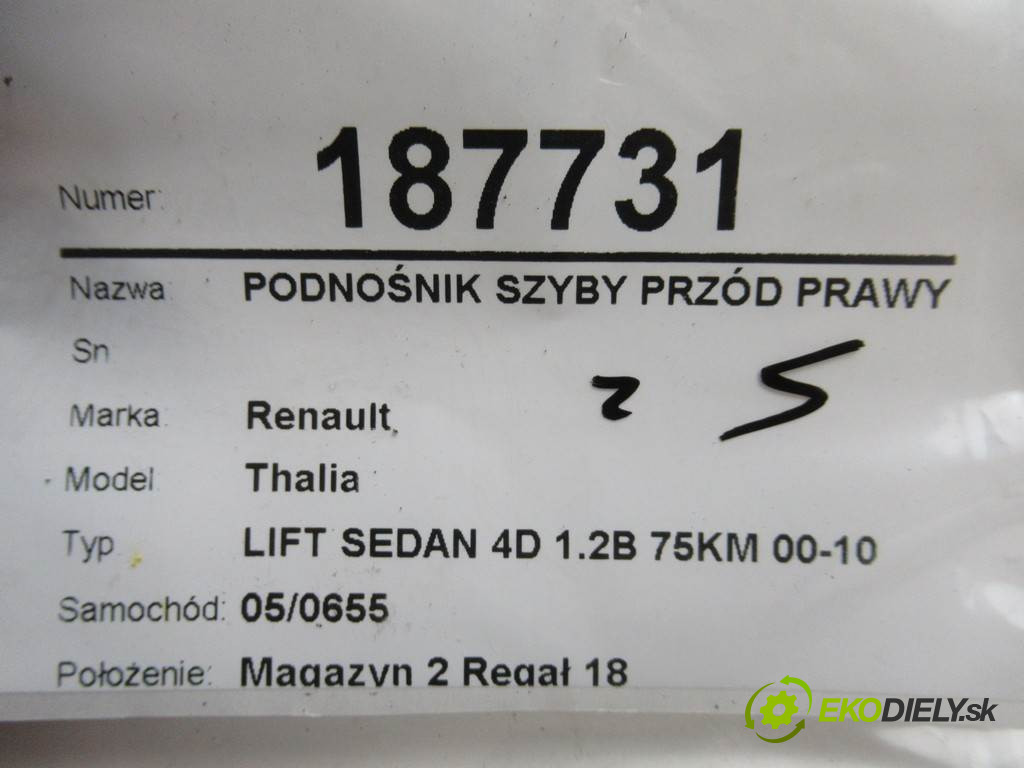 Numer: 187731
Nazwa: PODNOŚNIK SZYBY PRZÓD PRAWY
Sn
Marka: Renault
Model Thalia
Typ LIFT SEDAN 4D 1.2B 75KM 00-10
Samochód: 05/0655
Położenie: Magazyn 2 Regał 18
EKODIELY.sk